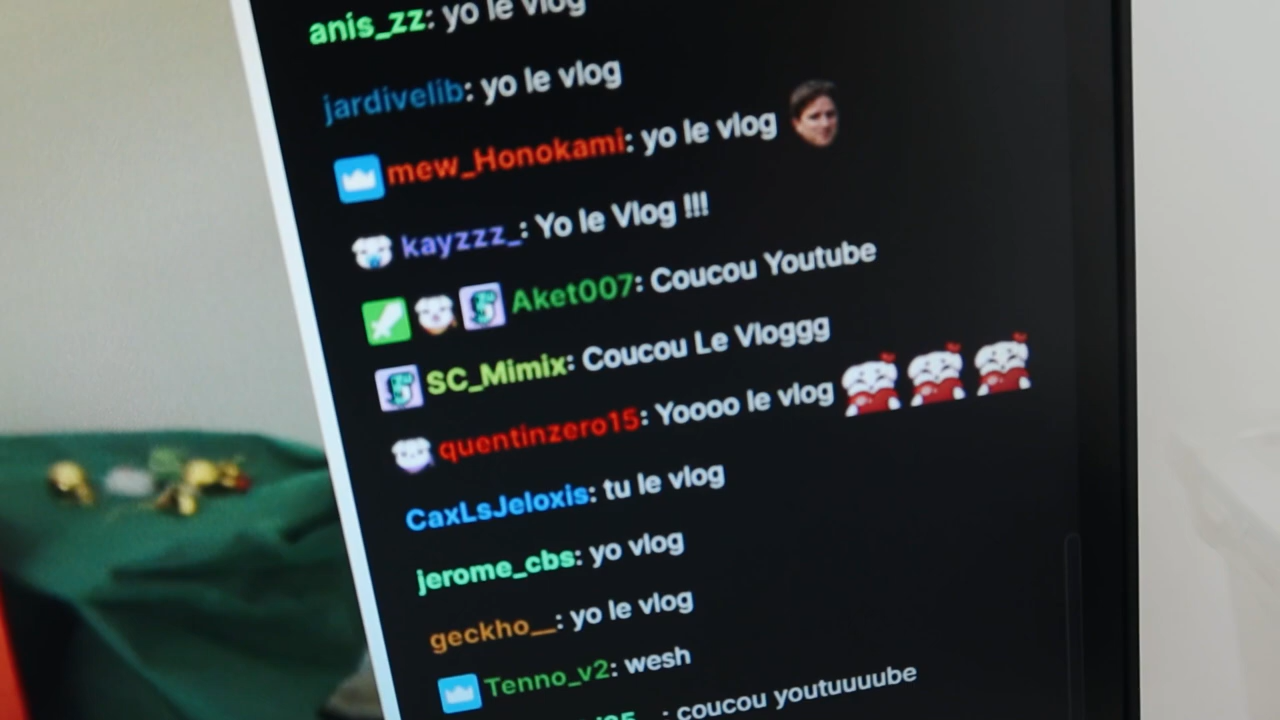 anis_zz: yo le vlog
jardivelib: yo le vlog
mew_Honokami: yo le vlog
kayzzz_: Yo le Vlog !!!
Aket007: Coucou Youtube
SC_Mimix: Coucou Le Vloggg
quentinzero15: Yoooo le vlog
CaxLsJeloxis: tu le vlog
jerome_cbs: yo vlog
geckho__: yo le vlog
Tenno_v2: wesh
: coucou youtuuuube